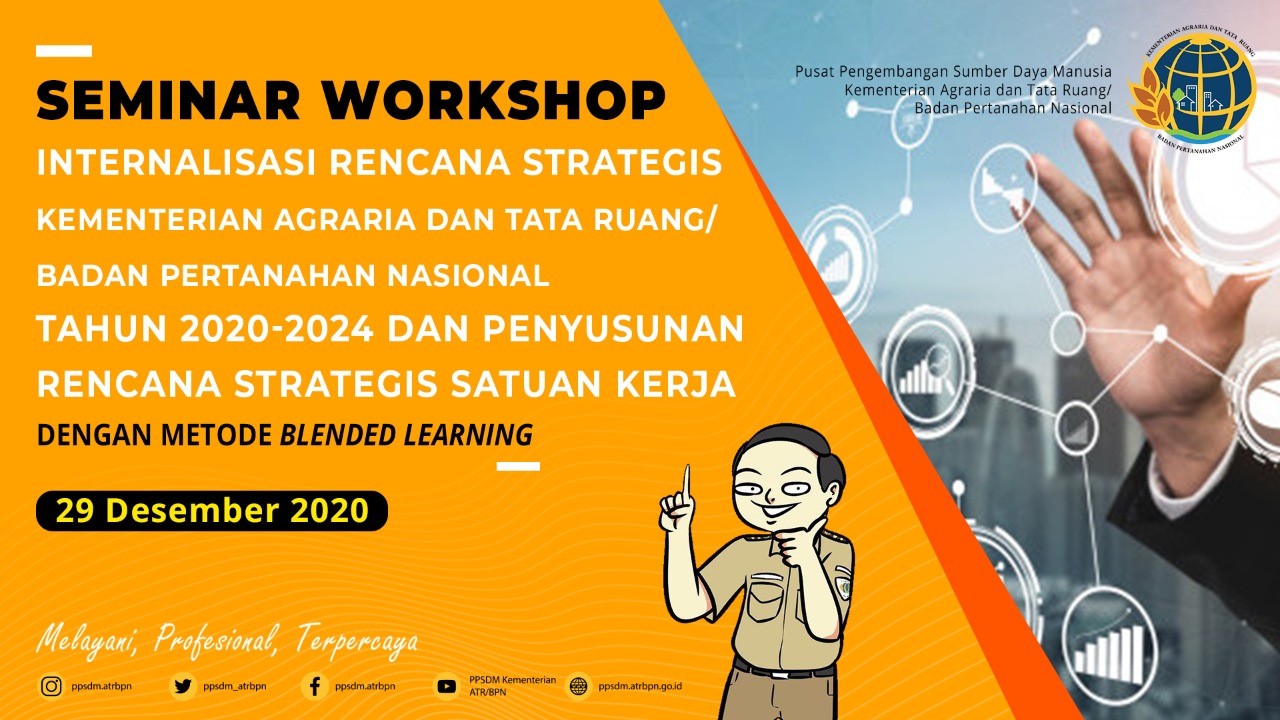 SEMINAR WORKSHOP
INTERNALISASI RENCANA STRATEGIS
KEMENTERIAN AGRARIA DAN TATA RUANG/
BADAN PERTANAHAN NASIONAL
TAHUN 2020-2024 DAN PENYUSUNAN
RENCANA STRATEGIS SATUAN KERJA
DENGAN METODE BLENDED LEARNING
29 Desember 2020
Melayani, Profesional, Terpercaya
ppsdm.atrbpn
ppsdm_atrbpn
ppsdm.atrbpn
PPSDM Kementerian
ATR/BPN
ppsdm.atrbpn.go.id
Pusat Pengembangan Sumber Daya Manusia
Kementerian Agraria dan Tata Ruang/
Badan Pertanahan Nasional
KEMENTERIAN AGRARIA DAN TATA RUANG
BADAN PERTANAHAN NASIONAL